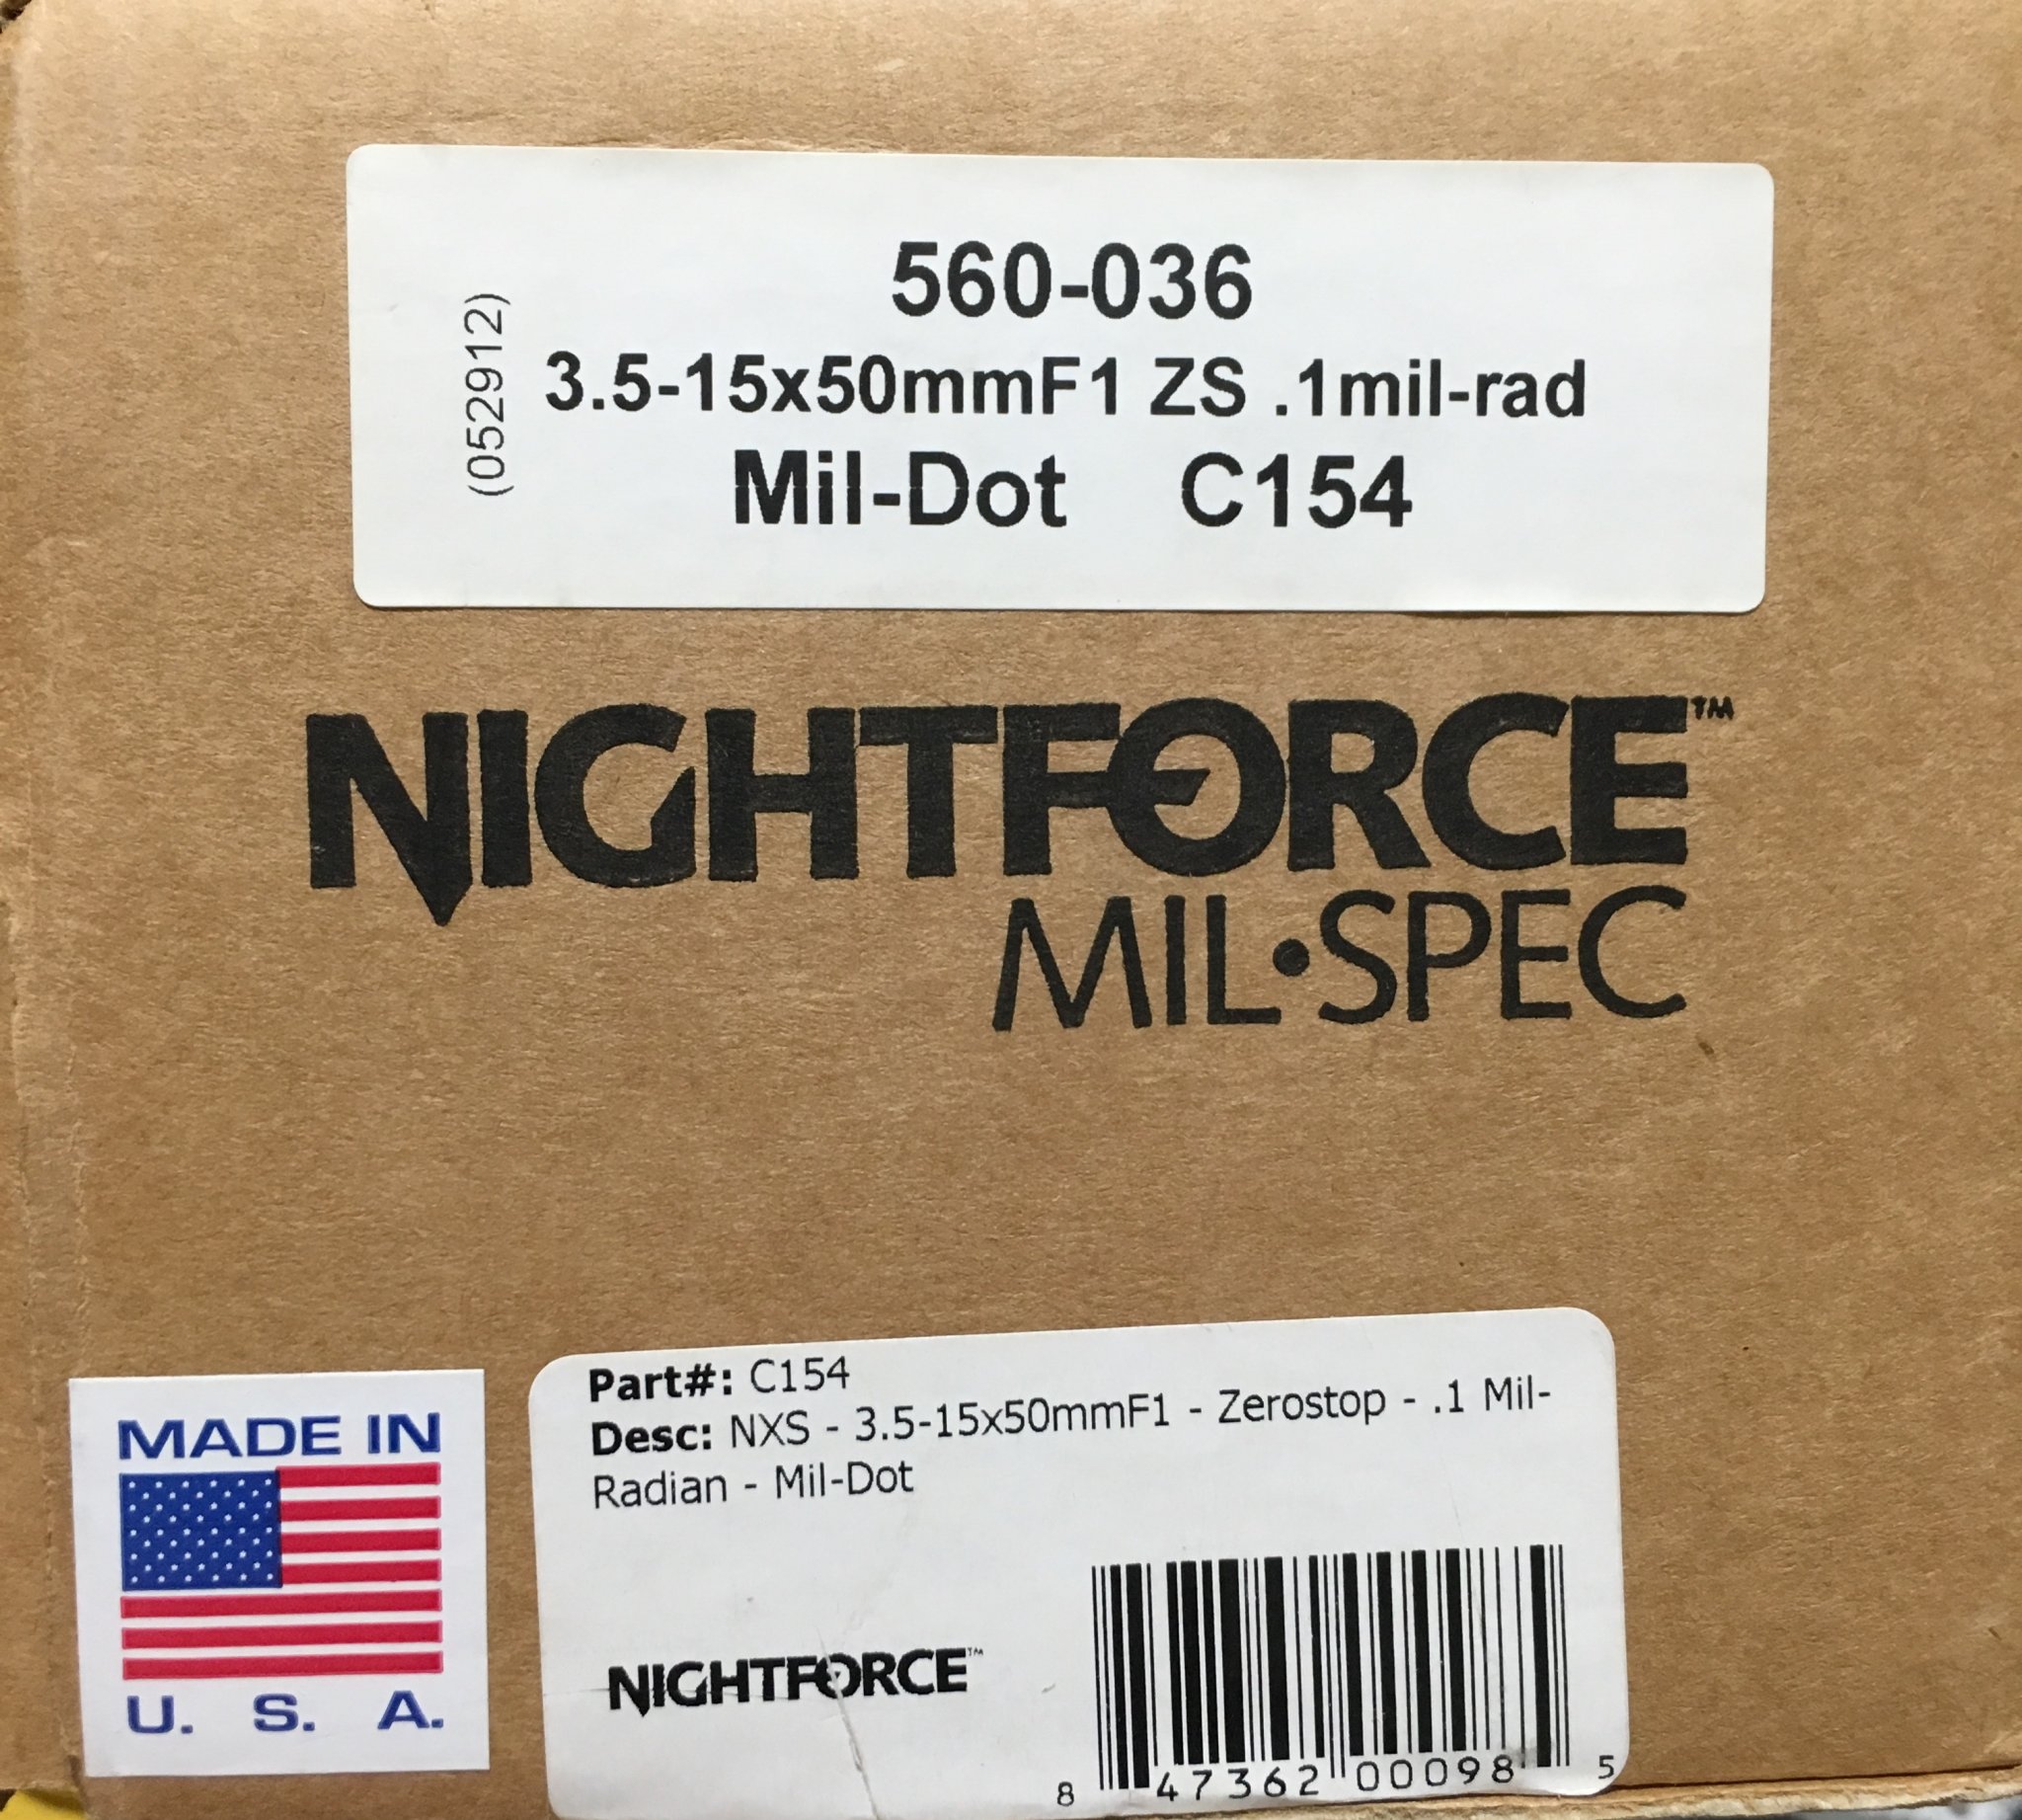 560-036
(0529912)
3.5-15x50mmF1 ZS .1mil-rad
Mil-Dot C154
NIGHTFORCE™
MIL•SPEC
MADE IN
U. S. A.
Part#: C154
Desc: NXS - 3.5-15x50mmF1 - Zerostop - .1 Mil-
Radian - Mil-Dot
NIGHTFORCE™
8 47362 00098 5